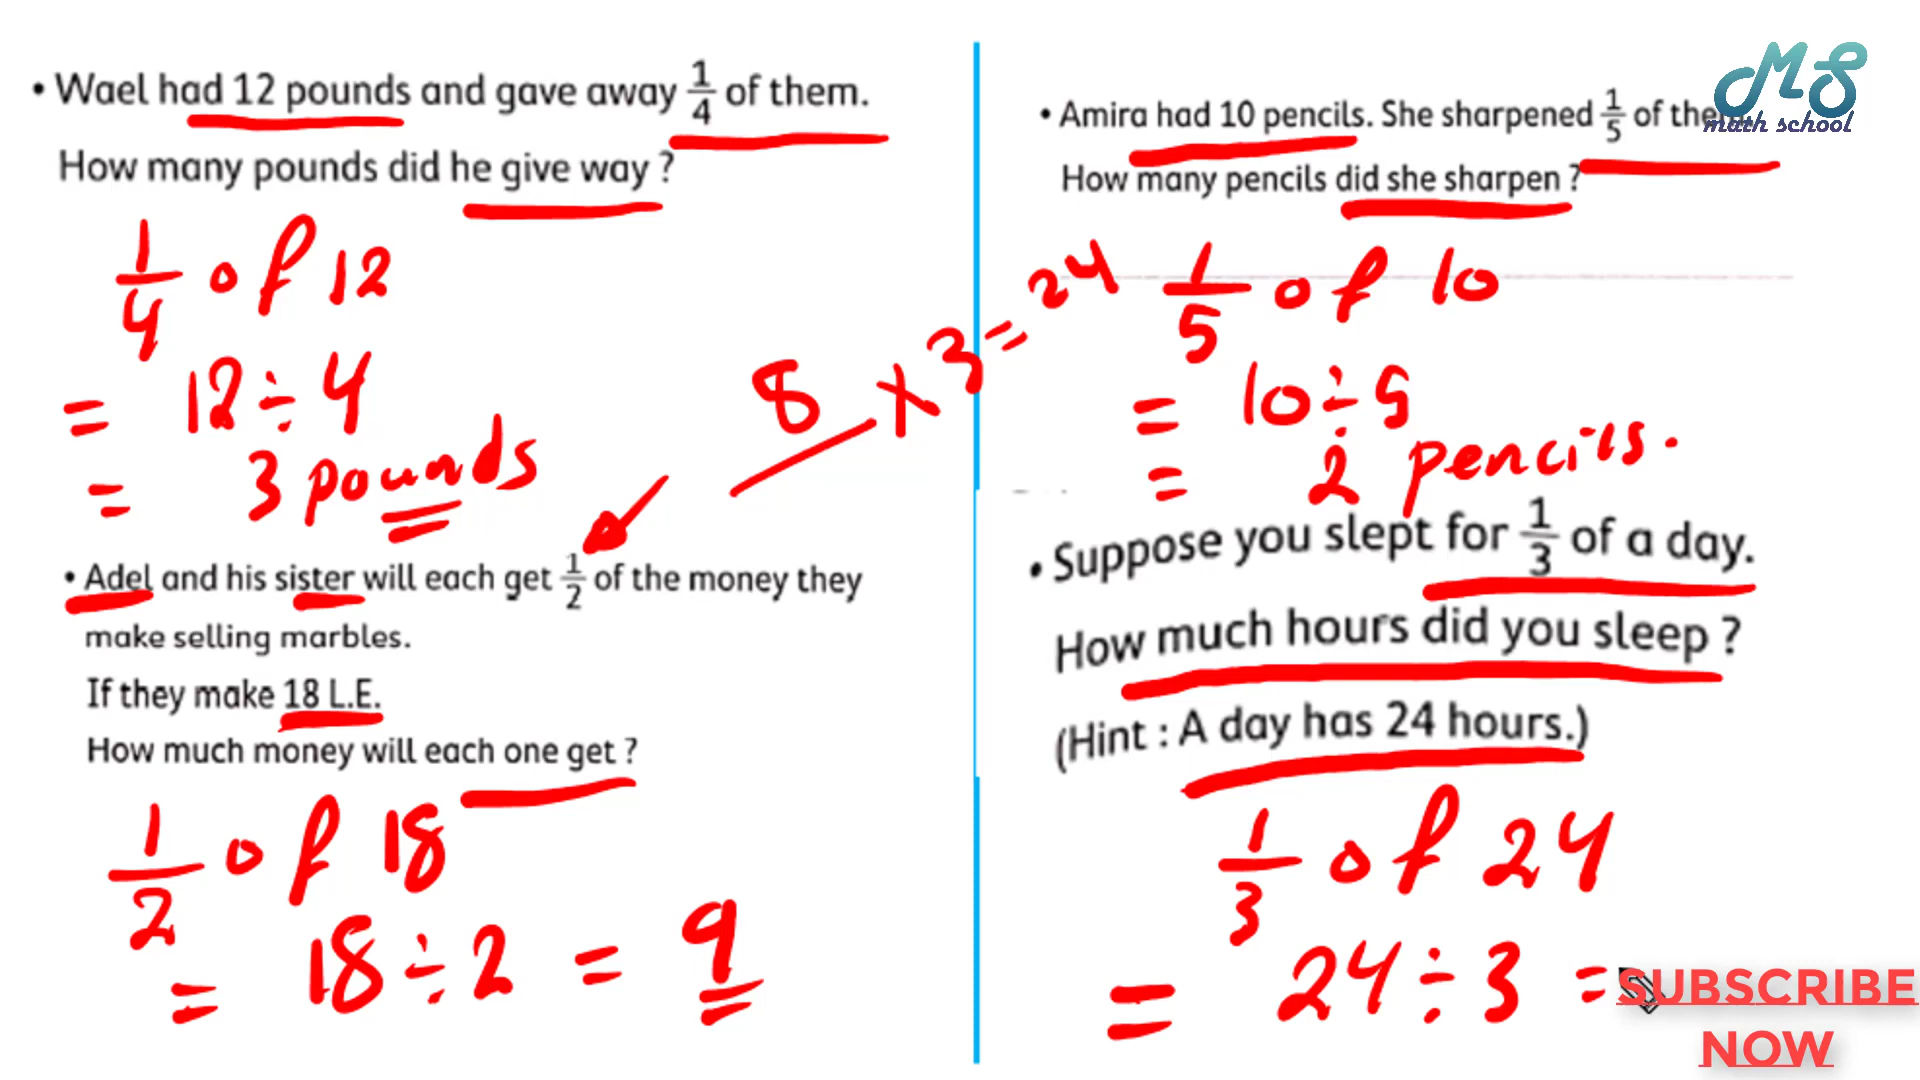 • Wael had 12 pounds and gave away 1/4 of them.
How many pounds did he give way ?
1/4 of 12
= 12 ÷ 4
= 3 pounds
8 × 3 = 24
• Adel and his sister will each get 1/2 of the money they
make selling marbles.
If they make 18 L.E.
How much money will each one get ?
1/2 of 18
= 18 ÷ 2 = 9
MS
math school
• Amira had 10 pencils. She sharpened 1/5 of them.
How many pencils did she sharpen ?
1/5 of 10
= 10 ÷ 5
= 2 pencils.
• Suppose you slept for 1/3 of a day.
How much hours did you sleep ?
(Hint : A day has 24 hours.)
1/3 of 24
= 24 ÷ 3 =
SUBSCRIBE
NOW